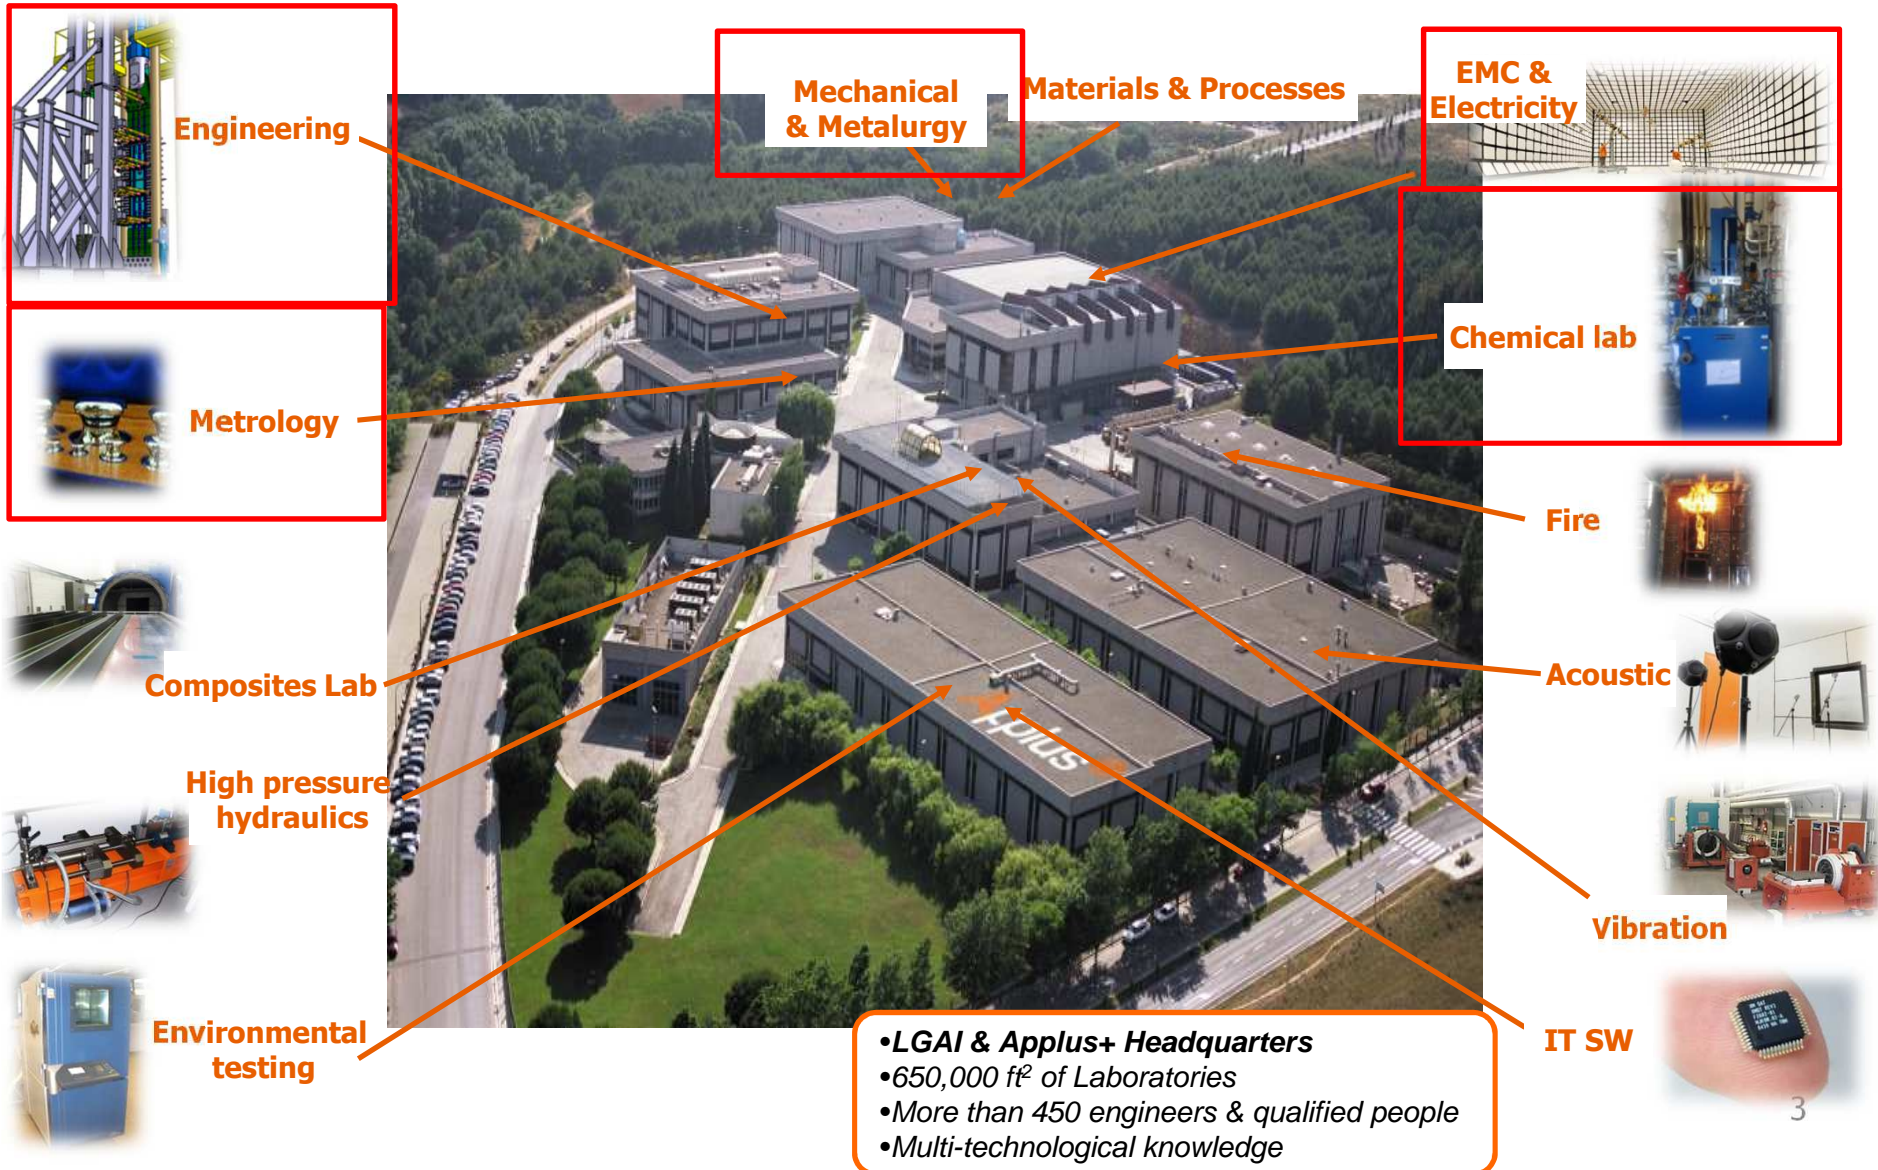 Engineering
Mechanical
& Metalurgy
Materials & Processes
EMC &
Electricity
Metrology
Chemical lab
Fire
Composites Lab
Acoustic
High pressure
hydraulics
Applus
Vibration
Environmental
testing
IT SW
•LGAI & Applus+ Headquarters
•650,000 ft² of Laboratories
•More than 450 engineers & qualified people
•Multi-technological knowledge
3